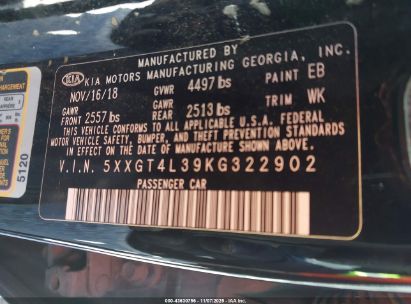 MANUFACTURED BY
KIA KIA MOTORS MANUFACTURING GEORGIA, INC.
NOV/16/18 GVWR 4497 lbs PAINT EB
GAWR FRONT 2557 lbs GAWR REAR 2513 lbs TRIM WK
THIS VEHICLE CONFORMS TO ALL APPLICABLE U.S.A. FEDERAL
MOTOR VEHICLE SAFETY, BUMPER, AND THEFT PREVENTION STANDARDS
IN EFFECT ON THE DATE OF MANUFACTURE SHOWN ABOVE.
V.I.N. 5XXGT4L39KG322902
PASSENGER CAR
5120